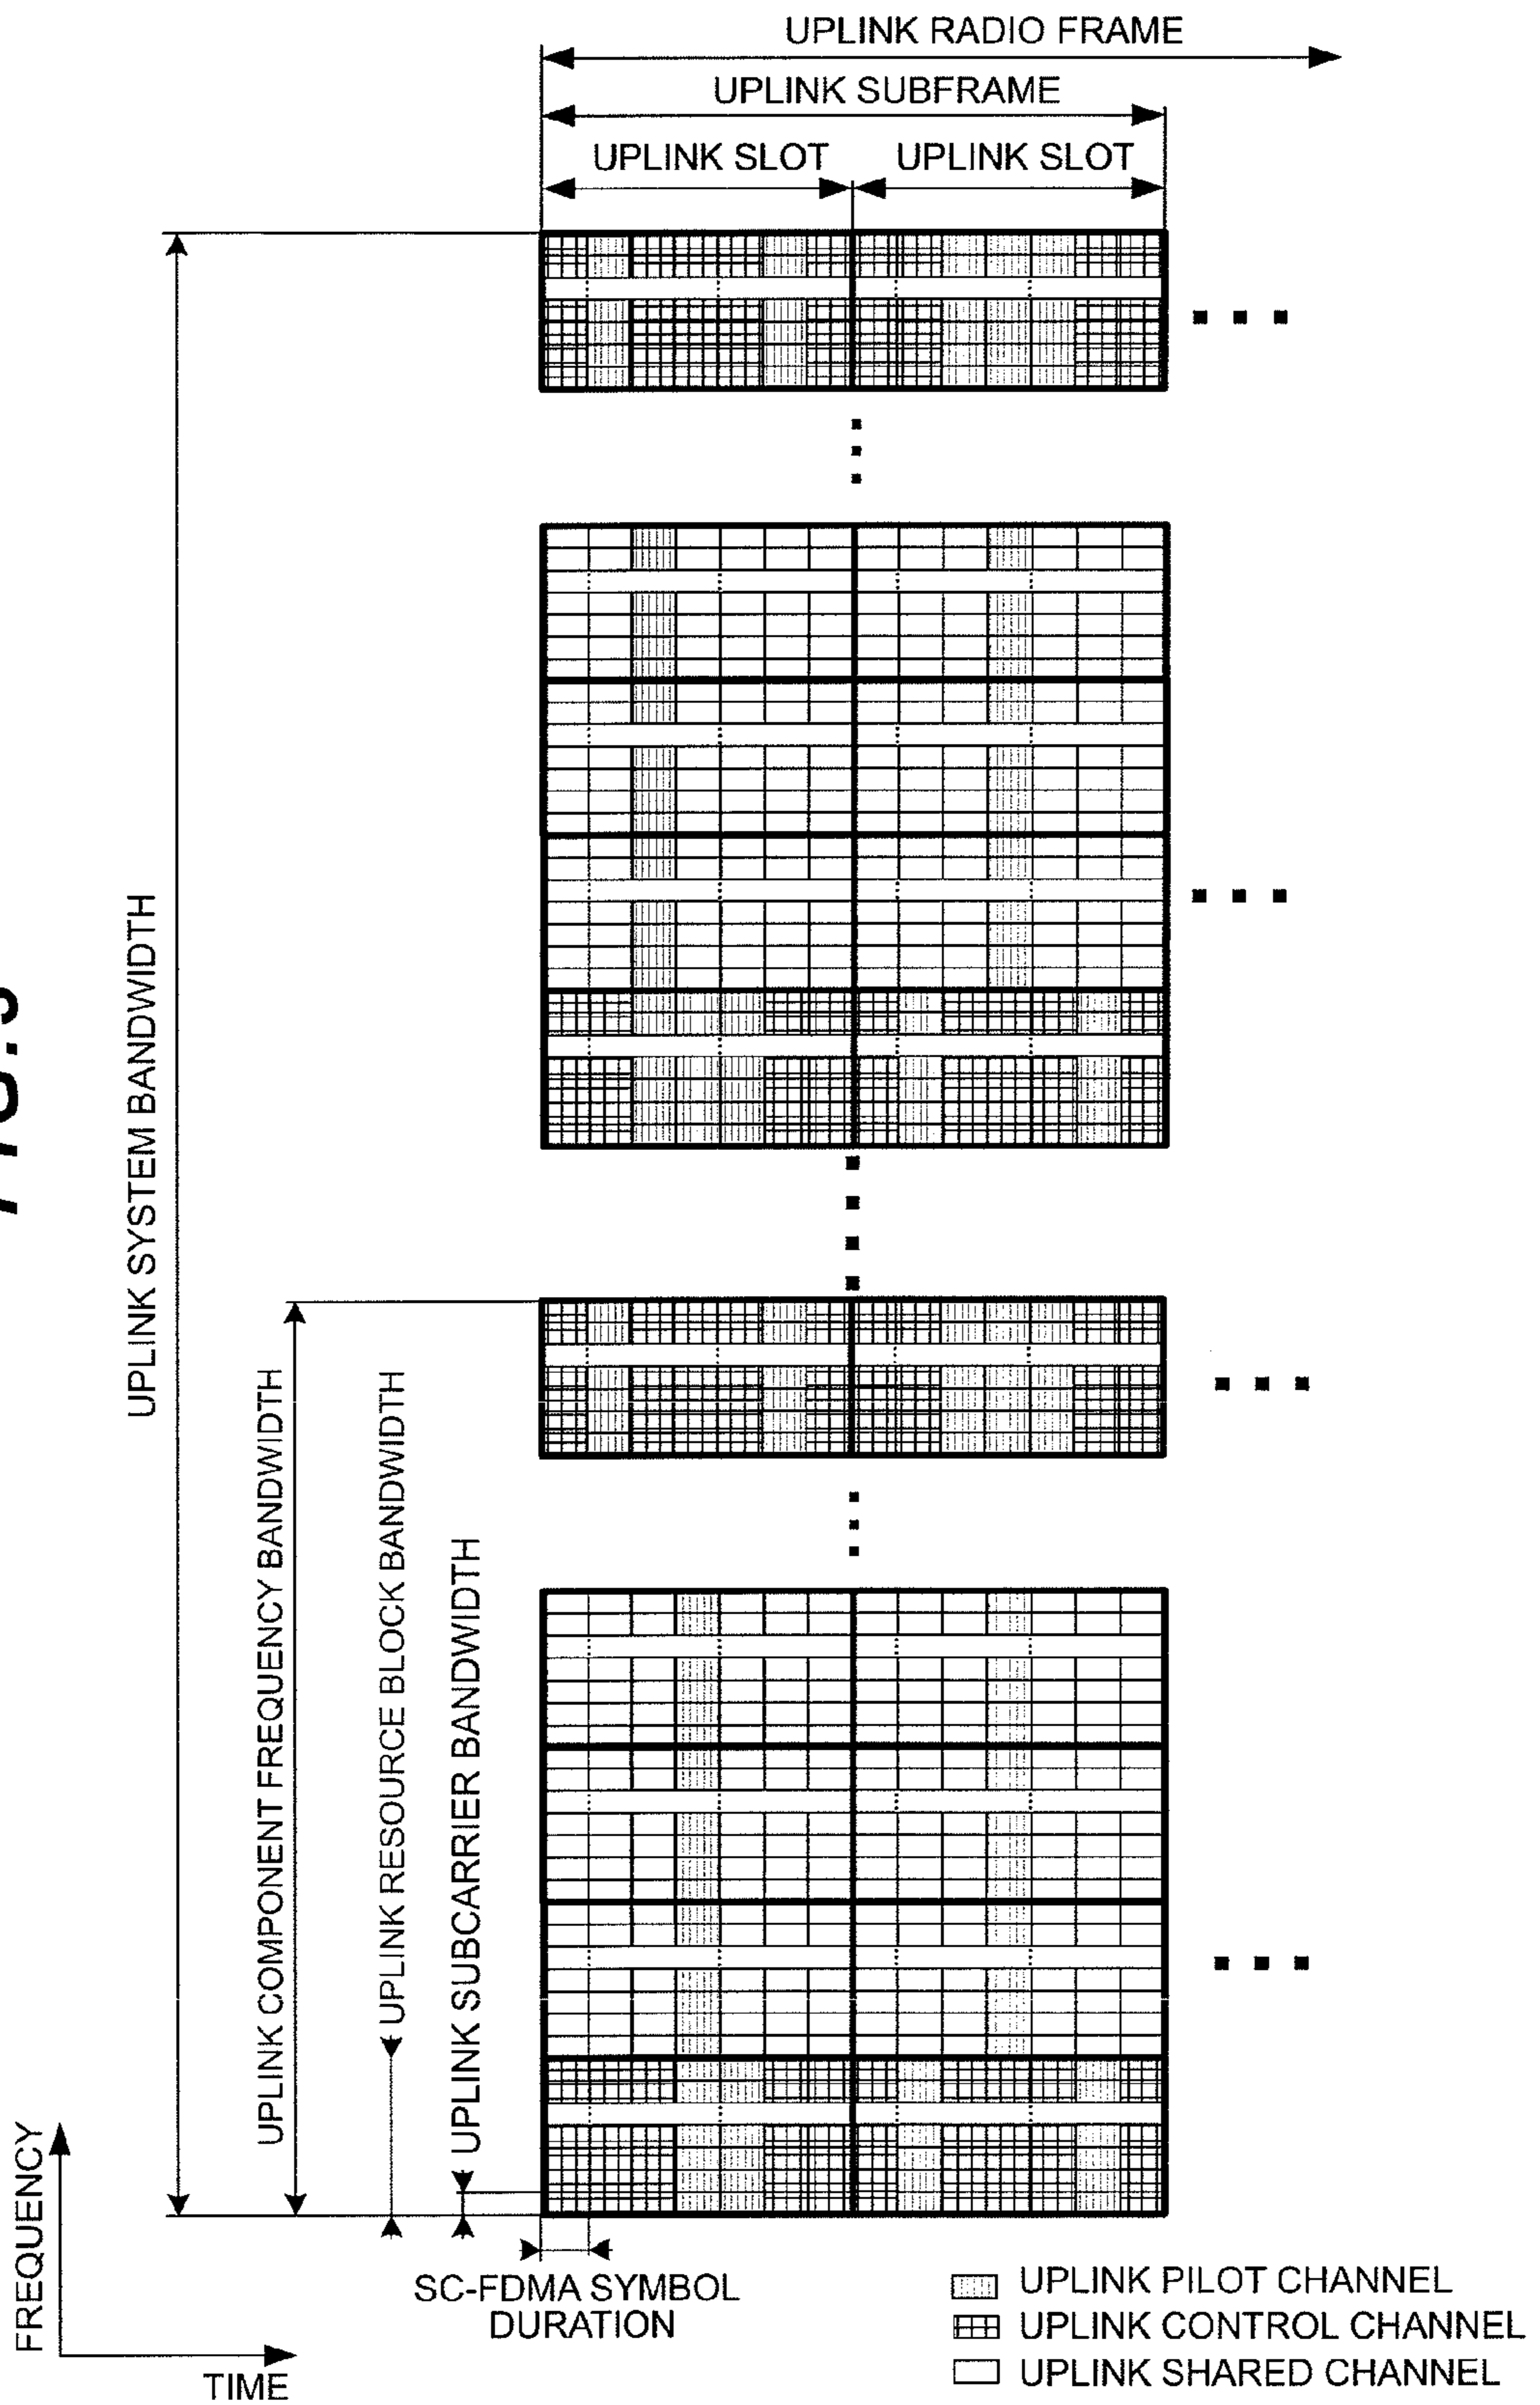 UPLINK RADIO FRAME
UPLINK SUBFRAME
UPLINK SLOT
UPLINK SLOT
UPLINK SYSTEM BANDWIDTH
UPLINK COMPONENT FREQUENCY BANDWIDTH
UPLINK RESOURCE BLOCK BANDWIDTH
UPLINK SUBCARRIER BANDWIDTH
FREQUENCY
TIME
SC-FDMA SYMBOL
DURATION
UPLINK PILOT CHANNEL
UPLINK CONTROL CHANNEL
UPLINK SHARED CHANNEL